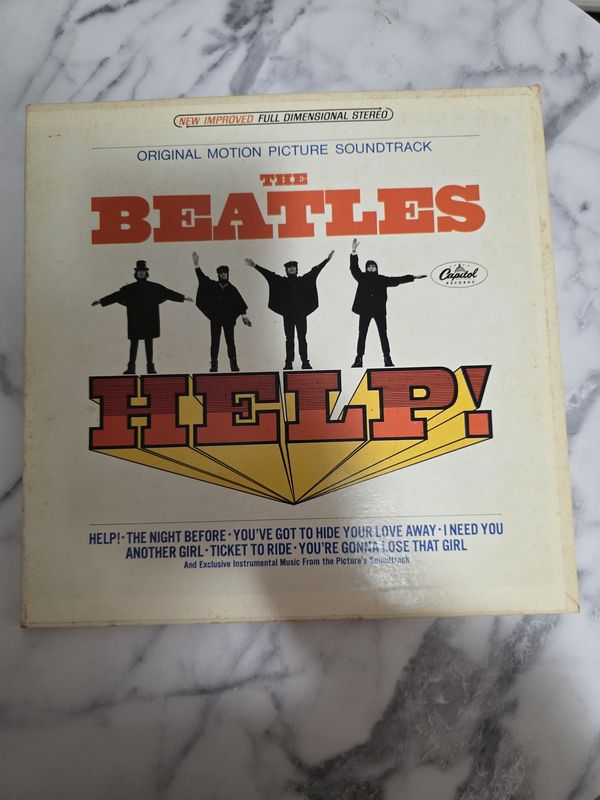 NEW IMPROVED FULL DIMENSIONAL STEREO
ORIGINAL MOTION PICTURE SOUNDTRACK
THE
BEATLES
Capitol
RECORDS
HELP!
HELP! · THE NIGHT BEFORE · YOU'VE GOT TO HIDE YOUR LOVE AWAY · I NEED YOU
ANOTHER GIRL · TICKET TO RIDE · YOU'RE GONNA LOSE THAT GIRL
And Exclusive Instrumental Music From the Picture's Soundtrack